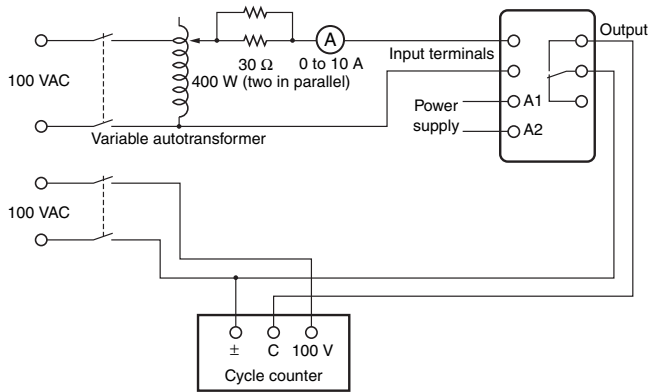 Output
A
Input terminals
30 Ω
0 to 10 A
400 W (two in parallel)
100 VAC
A1
Power
supply
A2
Variable autotransformer
100 VAC
± C 100 V
Cycle counter